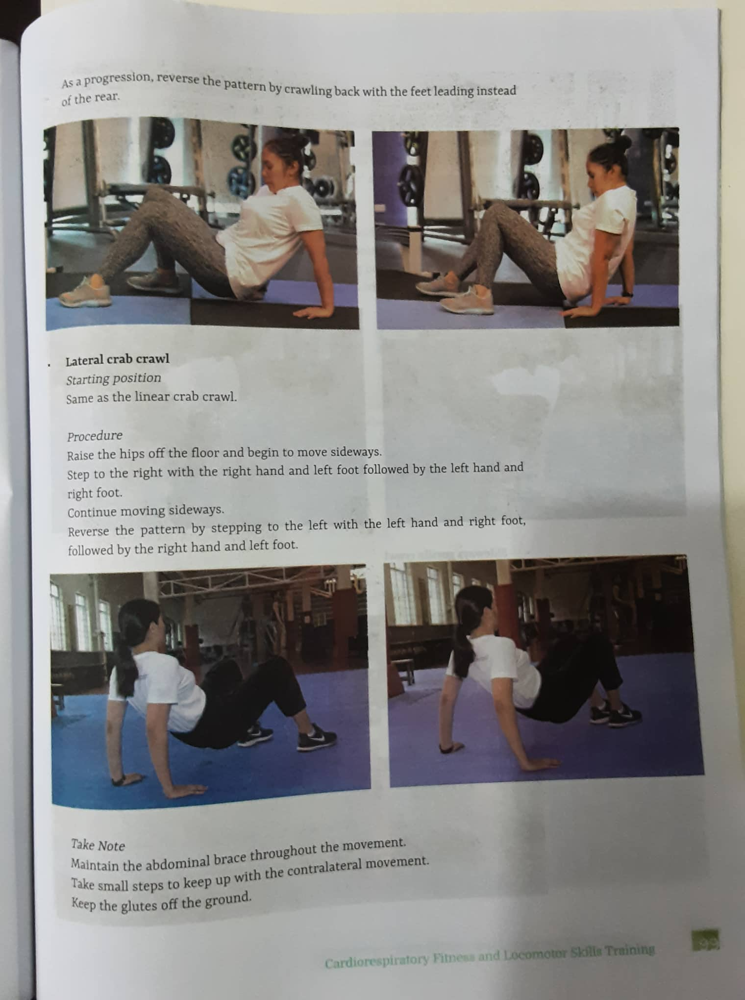 As a progression, reverse the pattern by crawling back with the feet leading instead
of the rear.
Lateral crab crawl
Starting position
Same as the linear crab crawl.
Procedure
Raise the hips off the floor and begin to move sideways.
Step to the right with the right hand and left foot followed by the left hand and
right foot.
Continue moving sideways.
Reverse the pattern by stepping to the left with the left hand and right foot,
followed by the right hand and left foot.
Take Note
Maintain the abdominal brace throughout the movement.
Take small steps to keep up with the contralateral movement.
Keep the glutes off the ground.
Cardiorespiratory Fitness and Locomotor Skills Training
99